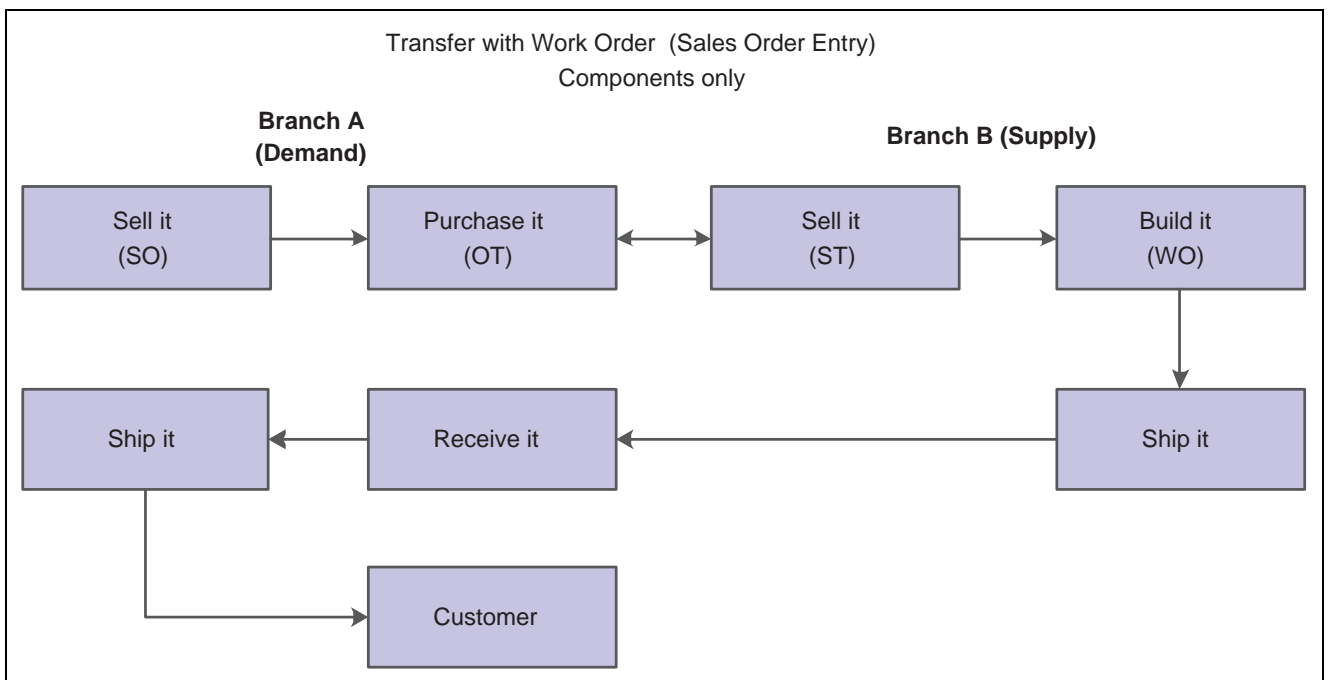 Transfer with Work Order (Sales Order Entry)
Components only
Branch A
(Demand)
Branch B (Supply)
Sell it
(SO)
Purchase it
(OT)
Sell it
(ST)
Build it
(WO)
Ship it
Receive it
Ship it
Customer